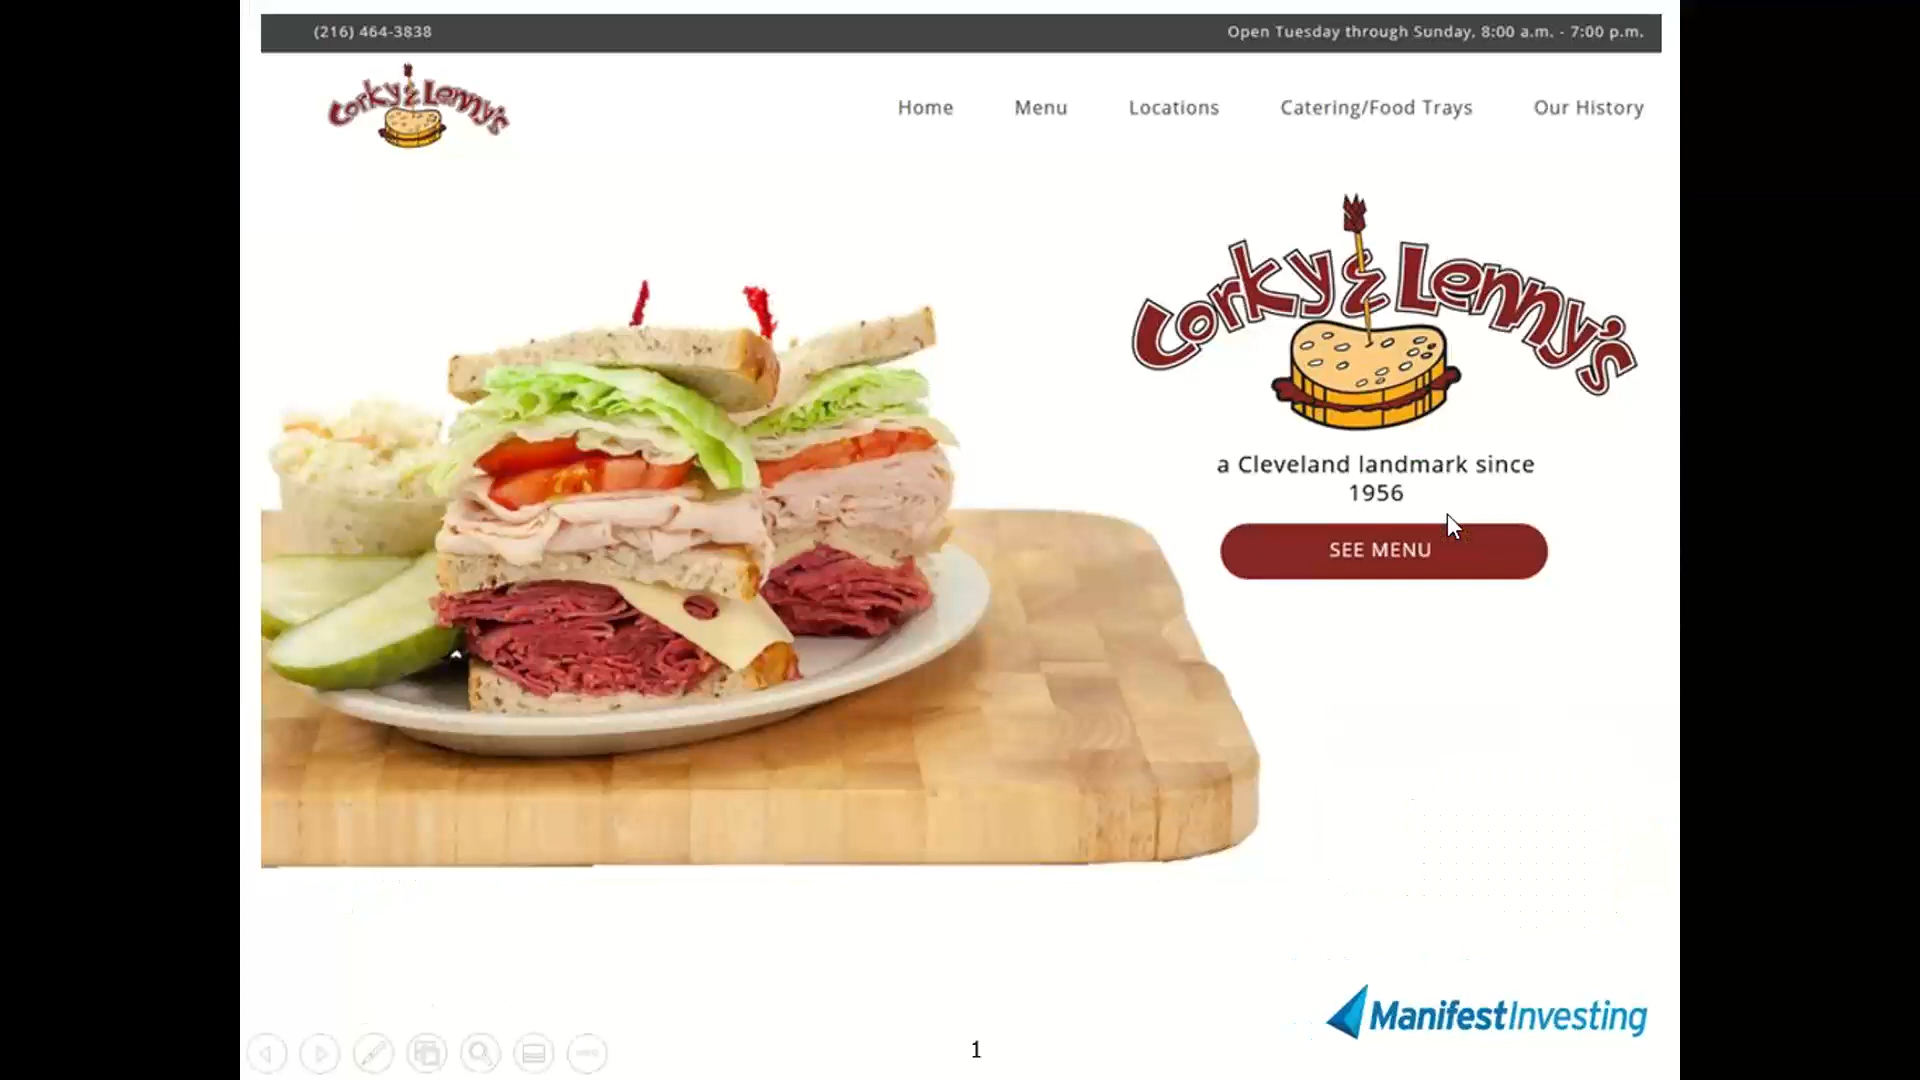 (216) 464-3838
Open Tuesday through Sunday, 8:00 a.m. - 7:00 p.m.
Corky & Lenny's
Home
Menu
Locations
Catering/Food Trays
Our History
Corky & Lenny's
a Cleveland landmark since
1956
SEE MENU
ManifestInvesting
1